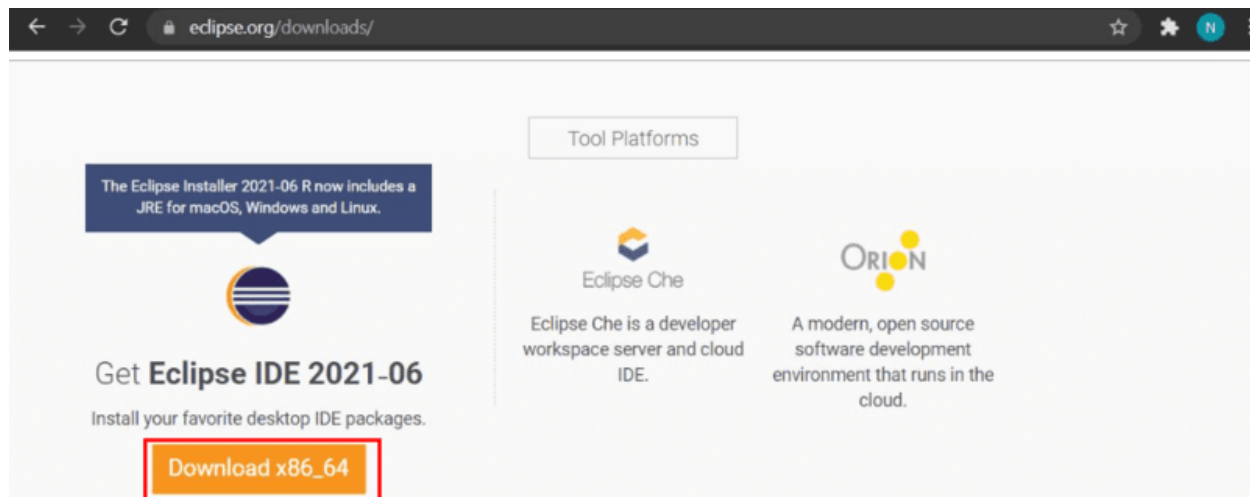 eclipse.org/downloads/
N
Tool Platforms
The Eclipse Installer 2021-06 R now includes a
JRE for macOS, Windows and Linux.
Get Eclipse IDE 2021-06
Install your favorite desktop IDE packages.
Download x86_64
Eclipse Che
Eclipse Che is a developer
workspace server and cloud
IDE.
ORION
A modern, open source
software development
environment that runs in the
cloud.